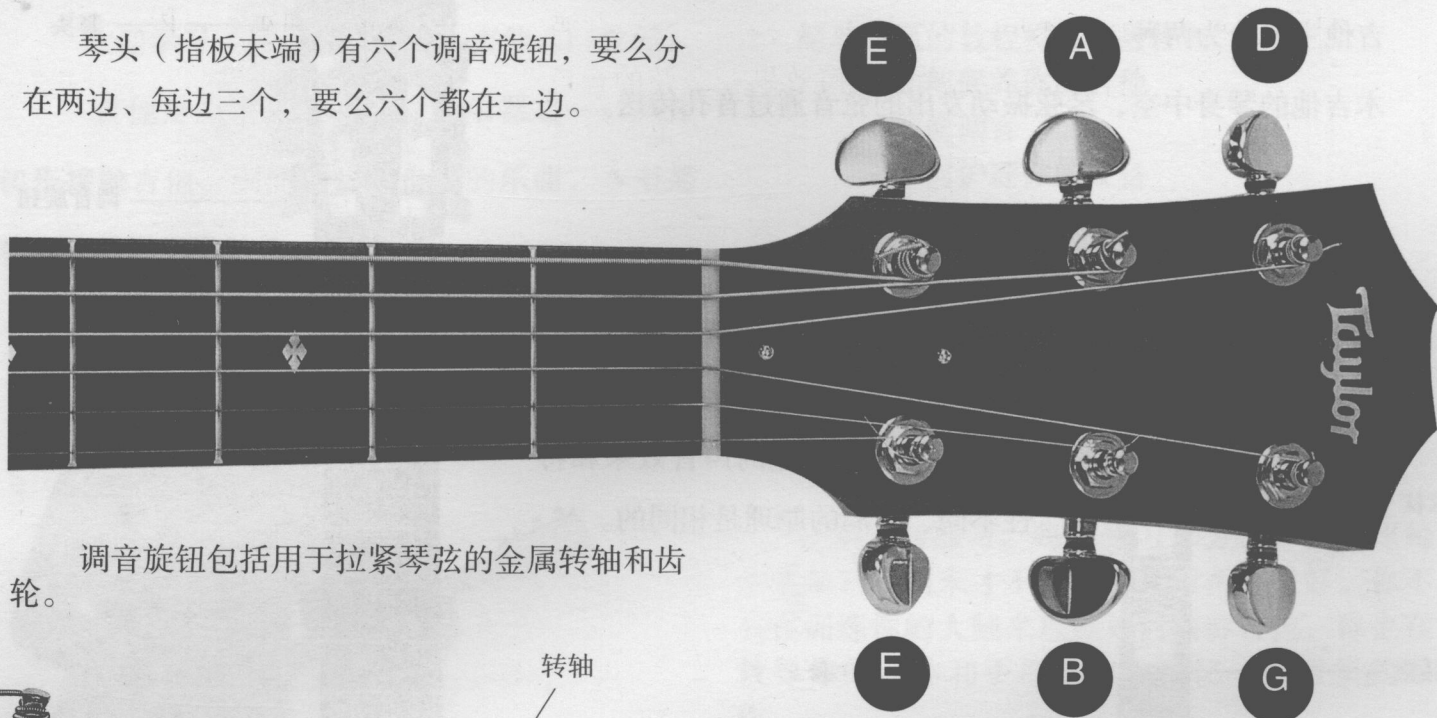 琴头（指板末端）有六个调音旋钮，要么分
在两边，每边三个，要么六个都在一边。
E
A
D
Taylor
调音旋钮包括用于拉紧琴弦的金属转轴和齿
轮。
E
B
G
转轴